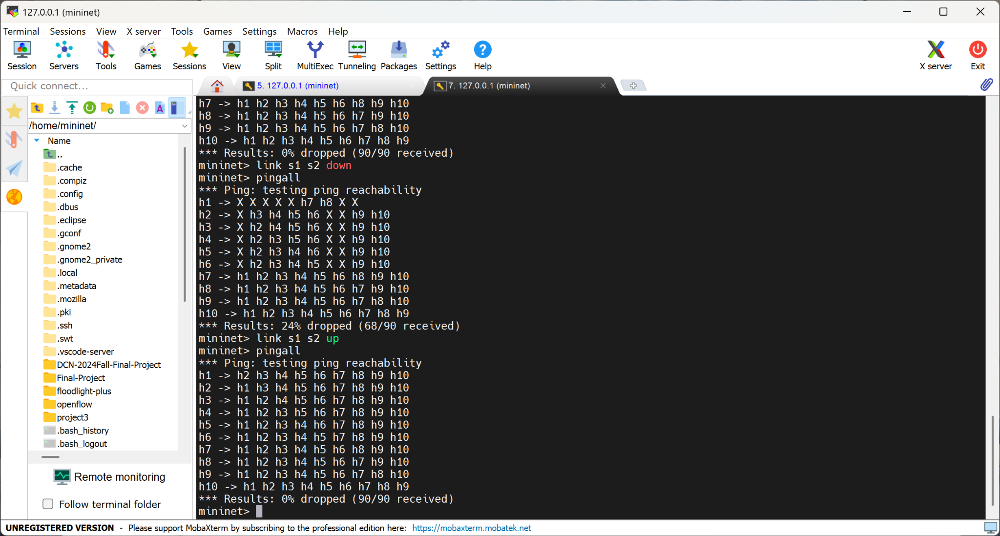 127.0.0.1 (mininet)
Terminal Sessions View X server Tools Games Settings Macros Help
Session Servers Tools Games Sessions View Split MultiExec Tunneling Packages Settings Help X server Exit
Quick connect...
5. 127.0.0.1 (mininet)
7. 127.0.0.1 (mininet)
/home/mininet/
Name
..
.cache
.compiz
.config
.dbus
.eclipse
.gconf
.gnome2
.gnome2_private
.local
.metadata
.mozilla
.pki
.ssh
.swt
.vscode-server
DCN-2024Fall-Final-Project
Final-Project
floodlight-plus
openflow
project3
.bash_history
.bash_logout
Remote monitoring
Follow terminal folder
h7 -> h1 h2 h3 h4 h5 h6 h8 h9 h10
h8 -> h1 h2 h3 h4 h5 h6 h7 h9 h10
h9 -> h1 h2 h3 h4 h5 h6 h7 h8 h10
h10 -> h1 h2 h3 h4 h5 h6 h7 h8 h9
*** Results: 0% dropped (90/90 received)
mininet> link s1 s2 down
mininet> pingall
*** Ping: testing ping reachability
h1 -> X X X X X h7 h8 X X
h2 -> X h3 h4 h5 h6 X X h9 h10
h3 -> X h2 h4 h5 h6 X X h9 h10
h4 -> X h2 h3 h5 h6 X X h9 h10
h5 -> X h2 h3 h4 h6 X X h9 h10
h6 -> X h2 h3 h4 h5 X X h9 h10
h7 -> h1 h2 h3 h4 h5 h6 h8 h9 h10
h8 -> h1 h2 h3 h4 h5 h6 h7 h9 h10
h9 -> h1 h2 h3 h4 h5 h6 h7 h8 h10
h10 -> h1 h2 h3 h4 h5 h6 h7 h8 h9
*** Results: 24% dropped (68/90 received)
mininet> link s1 s2 up
mininet> pingall
*** Ping: testing ping reachability
h1 -> h2 h3 h4 h5 h6 h7 h8 h9 h10
h2 -> h1 h3 h4 h5 h6 h7 h8 h9 h10
h3 -> h1 h2 h4 h5 h6 h7 h8 h9 h10
h4 -> h1 h2 h3 h5 h6 h7 h8 h9 h10
h5 -> h1 h2 h3 h4 h6 h7 h8 h9 h10
h6 -> h1 h2 h3 h4 h5 h7 h8 h9 h10
h7 -> h1 h2 h3 h4 h5 h6 h8 h9 h10
h8 -> h1 h2 h3 h4 h5 h6 h7 h9 h10
h9 -> h1 h2 h3 h4 h5 h6 h7 h8 h10
h10 -> h1 h2 h3 h4 h5 h6 h7 h8 h9
*** Results: 0% dropped (90/90 received)
mininet>
UNREGISTERED VERSION - Please support MobaXterm by subscribing to the professional edition here: https://mobaxterm.mobatek.net